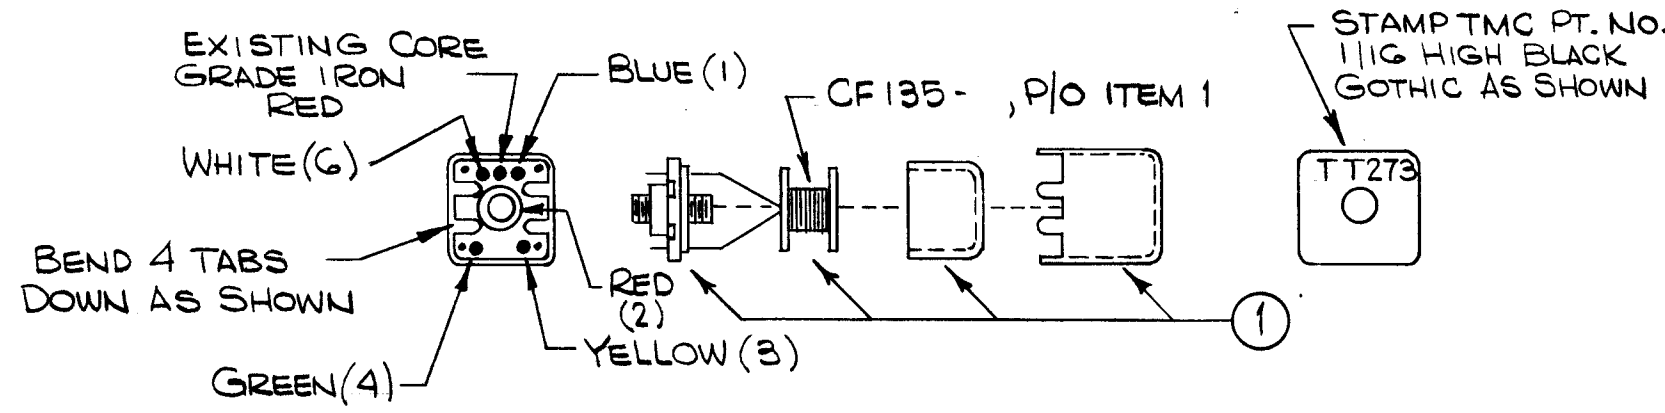 EXISTING CORE
GRADE IRON
RED
BLUE (1)
WHITE (6)
BEND 4 TABS
DOWN AS SHOWN
GREEN (4)
RED
(2)
YELLOW (3)
CF135- , P/O ITEM 1
1
STAMP TMC PT. NO.
1/16 HIGH BLACK
GOTHIC AS SHOWN
TT273